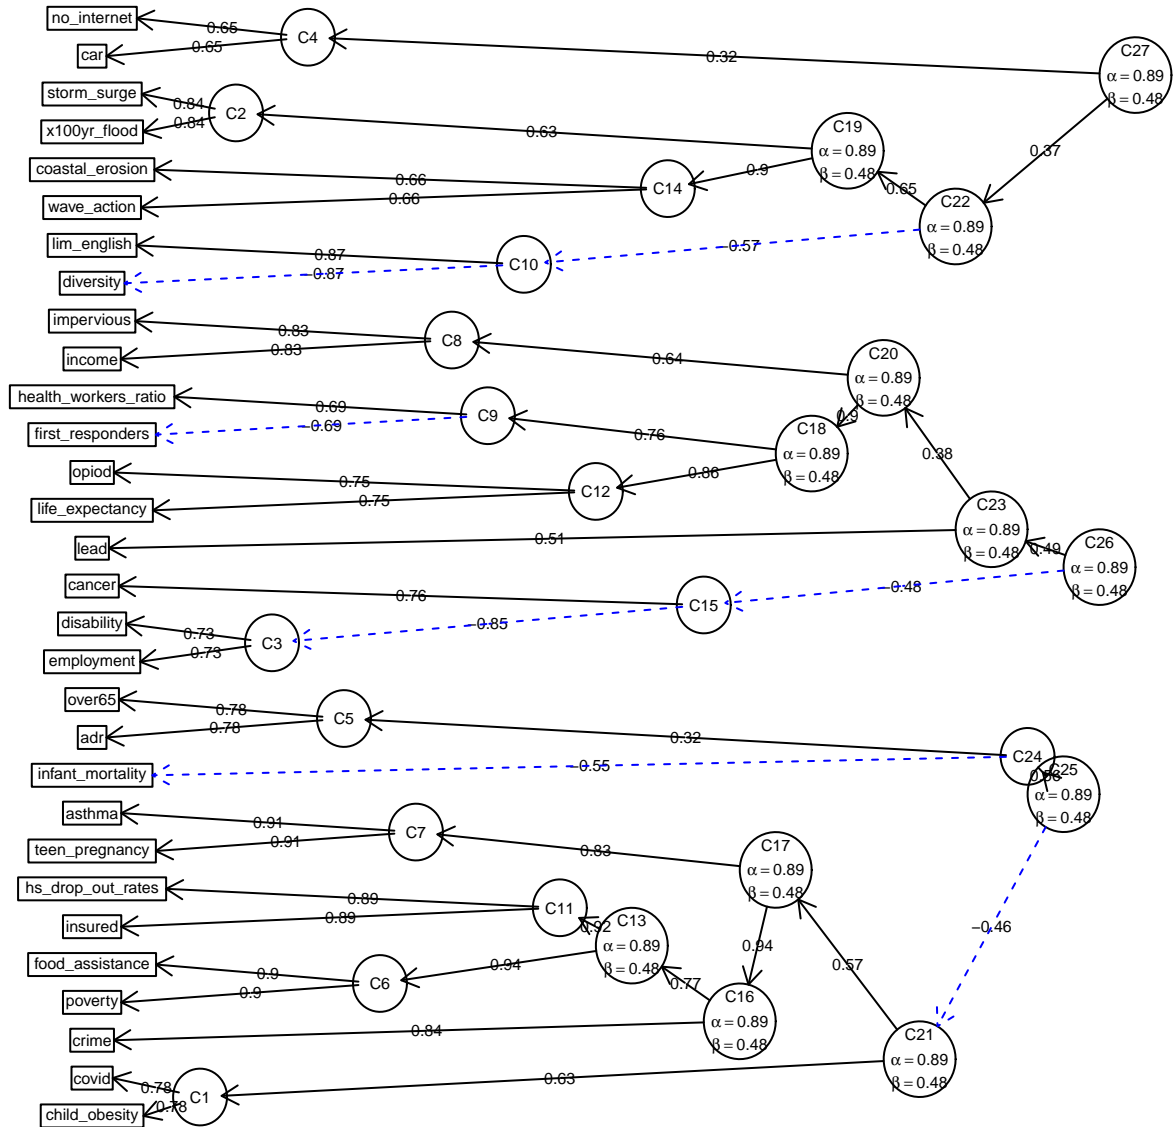 no_internet
car
storm_surge
x100yr_flood
coastal_erosion
wave_action
lim_english
diversity
impervious
income
health_workers_ratio
first_responders
opiod
life_expectancy
lead
cancer
disability
employment
over65
adr
infant_mortality
asthma
teen_pregnancy
hs_drop_out_rates
insured
food_assistance
poverty
crime
covid
child_obesity
C4
0.65
0.65
C2
0.84
0.84
C14
0.66
0.66
C10
0.87
−0.87
C8
0.83
0.83
C9
0.69
−0.69
C12
0.75
0.75
0.51
C15
0.76
−0.85
C3
0.73
0.73
C5
0.78
0.78
−0.55
C7
0.91
0.91
C11
0.89
0.89
C6
0.9
0.9
0.84
C1
0.78
0.78
C27
α = 0.89
β = 0.48
0.32
0.37
C19
α = 0.89
β = 0.48
0.63
0.9
C22
α = 0.89
β = 0.48
0.65
−0.57
C20
α = 0.89
β = 0.48
0.64
0.9
C18
α = 0.89
β = 0.48
0.76
0.86
C23
α = 0.89
β = 0.48
0.38
C26
α = 0.89
β = 0.48
0.49
−0.48
C24
0.32
C25
α = 0.89
β = 0.48
−0.46
C17
α = 0.89
β = 0.48
0.83
0.94
C13
α = 0.89
β = 0.48
0.92
0.94
C16
α = 0.89
β = 0.48
0.77
C21
α = 0.89
β = 0.48
0.57
0.63